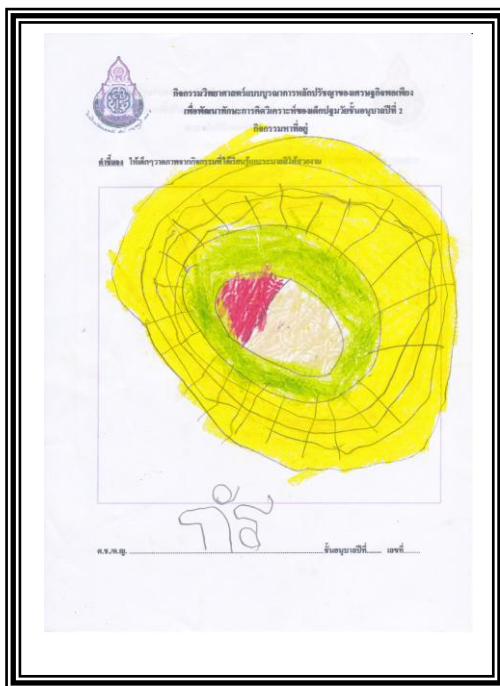 กิจกรรมวิทยาศาสตร์แบบบูรณาการหลักปรัชญาของเศรษฐกิจพอเพียง
เพื่อพัฒนาทักษะการคิดวิเคราะห์ของเด็กปฐมวัยชั้นอนุบาลปีที่ 2
กิจกรรมหาที่อยู่
คำชี้แจง ให้เด็กๆวาดภาพจากกิจกรรมที่ได้เรียนรู้และระบายสีให้สวยงาม
ด.ช./ด.ญ. ชั้นอนุบาลปีที่....... เลขที่.......